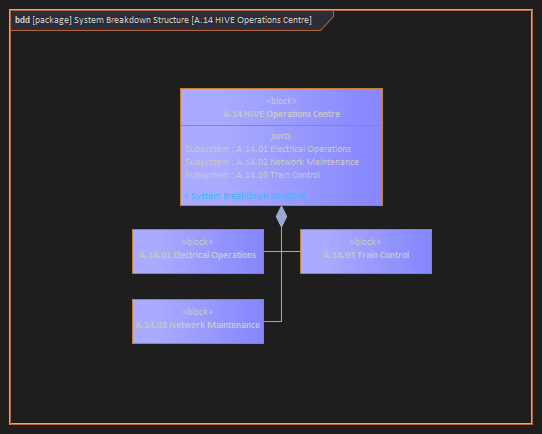 bdd [package] System Breakdown Structure [A.14 HIVE Operations Centre]
«block»
A.14 HIVE Operations Centre
parts
Subsystem : A.14.01 Electrical Operations
Subsystem : A.14.02 Network Maintenance
Subsystem : A.14.03 Train Control
< System Breakdown Structure
«block»
A.14.01 Electrical Operations
«block»
A.14.03 Train Control
«block»
A.14.02 Network Maintenance